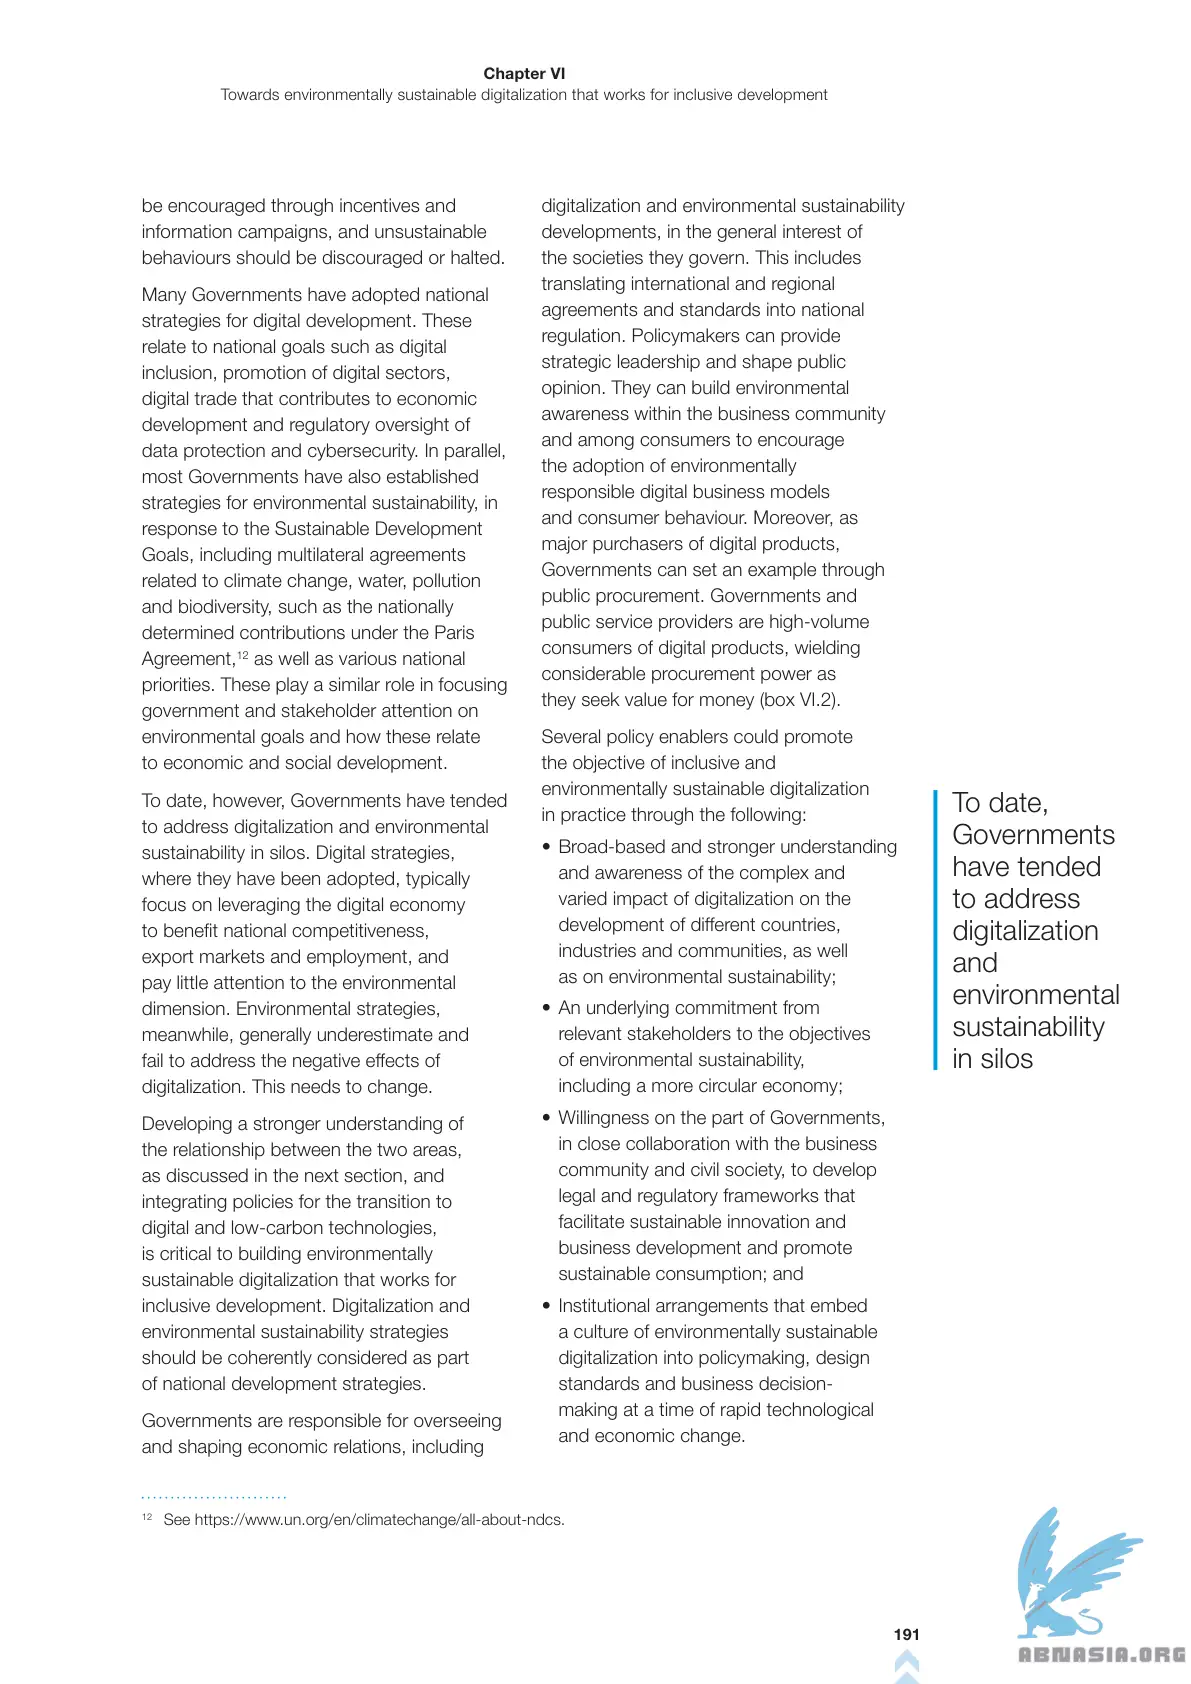 Chapter VI
Towards environmentally sustainable digitalization that works for inclusive development
be encouraged through incentives and
information campaigns, and unsustainable
behaviours should be discouraged or halted.
Many Governments have adopted national
strategies for digital development. These
relate to national goals such as digital
inclusion, promotion of digital sectors,
digital trade that contributes to economic
development and regulatory oversight of
data protection and cybersecurity. In parallel,
most Governments have also established
strategies for environmental sustainability, in
response to the Sustainable Development
Goals, including multilateral agreements
related to climate change, water, pollution
and biodiversity, such as the nationally
determined contributions under the Paris
Agreement,12 as well as various national
priorities. These play a similar role in focusing
government and stakeholder attention on
environmental goals and how these relate
to economic and social development.
To date, however, Governments have tended
to address digitalization and environmental
sustainability in silos. Digital strategies,
where they have been adopted, typically
focus on leveraging the digital economy
to benefit national competitiveness,
export markets and employment, and
pay little attention to the environmental
dimension. Environmental strategies,
meanwhile, generally underestimate and
fail to address the negative effects of
digitalization. This needs to change.
Developing a stronger understanding of
the relationship between the two areas,
as discussed in the next section, and
integrating policies for the transition to
digital and low-carbon technologies,
is critical to building environmentally
sustainable digitalization that works for
inclusive development. Digitalization and
environmental sustainability strategies
should be coherently considered as part
of national development strategies.
Governments are responsible for overseeing
and shaping economic relations, including
digitalization and environmental sustainability
developments, in the general interest of
the societies they govern. This includes
translating international and regional
agreements and standards into national
regulation. Policymakers can provide
strategic leadership and shape public
opinion. They can build environmental
awareness within the business community
and among consumers to encourage
the adoption of environmentally
responsible digital business models
and consumer behaviour. Moreover, as
major purchasers of digital products,
Governments can set an example through
public procurement. Governments and
public service providers are high-volume
consumers of digital products, wielding
considerable procurement power as
they seek value for money (box VI.2).
Several policy enablers could promote
the objective of inclusive and
environmentally sustainable digitalization
in practice through the following:
• Broad-based and stronger understanding
and awareness of the complex and
varied impact of digitalization on the
development of different countries,
industries and communities, as well
as on environmental sustainability;
• An underlying commitment from
relevant stakeholders to the objectives
of environmental sustainability,
including a more circular economy;
• Willingness on the part of Governments,
in close collaboration with the business
community and civil society, to develop
legal and regulatory frameworks that
facilitate sustainable innovation and
business development and promote
sustainable consumption; and
• Institutional arrangements that embed
a culture of environmentally sustainable
digitalization into policymaking, design
standards and business decision-
making at a time of rapid technological
and economic change.
To date,
Governments
have tended
to address
digitalization
and
environmental
sustainability
in silos
12 See https://www.un.org/en/climatechange/all-about-ndcs.
191
ABNASIA.ORG